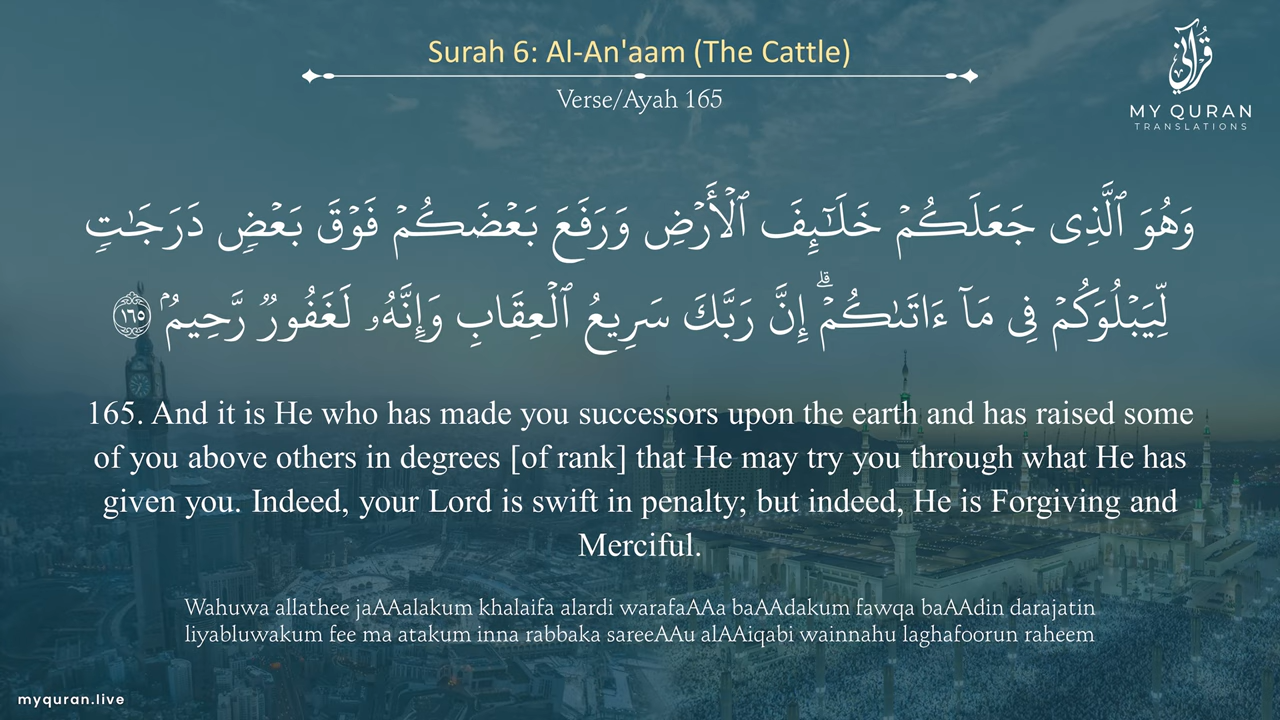 Surah 6: Al-An'aam (The Cattle)
Verse/Ayah 165
قُرْآنِي
MY QURAN
TRANSLATIONS
وَهُوَ ٱلَّذِى جَعَلَكُمْ خَلَـٰٓئِفَ ٱلْأَرْضِ وَرَفَعَ بَعْضَكُمْ فَوْقَ بَعْضٍ دَرَجَـٰتٍ
لِّيَبْلُوَكُمْ فِى مَآ ءَاتَىٰكُمْ ۗ إِنَّ رَبَّكَ سَرِيعُ ٱلْعِقَابِ وَإِنَّهُۥ لَغَفُورٌ رَّحِيمٌۢ ١٦٥
165. And it is He who has made you successors upon the earth and has raised some
of you above others in degrees [of rank] that He may try you through what He has
given you. Indeed, your Lord is swift in penalty; but indeed, He is Forgiving and
Merciful.
Wahuwa allathee jaAAalakum khalaifa alardi warafaAAa baAAdakum fawqa baAAdin darajatin
liyabluwakum fee ma atakum inna rabbaka sareeAAu alAAiqabi wainnahu laghafoorun raheem
myquran.live